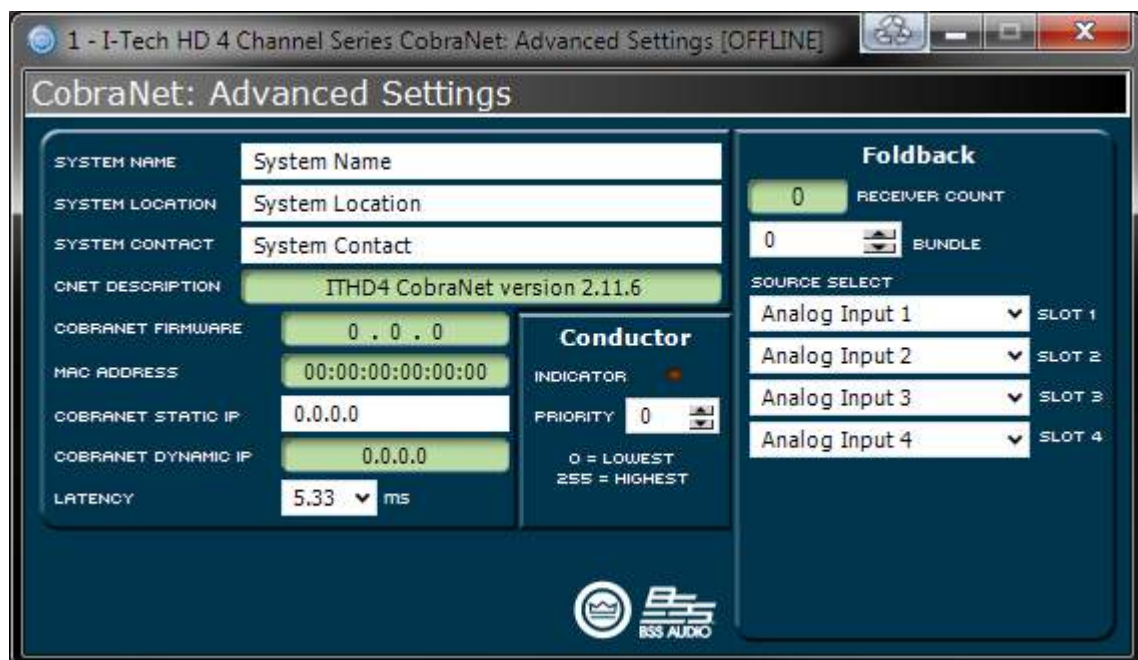 1 - I-Tech HD 4 Channel Series CobraNet: Advanced Settings [OFFLINE]
CobraNet: Advanced Settings
SYSTEM NAME System Name
SYSTEM LOCATION System Location
SYSTEM CONTACT System Contact
CNET DESCRIPTION ITHD4 CobraNet version 2.11.6
COBRANET FIRMWARE 0 . 0 . 0
MAC ADDRESS 00:00:00:00:00:00
COBRANET STATIC IP 0.0.0.0
COBRANET DYNAMIC IP 0.0.0.0
LATENCY 5.33 ms
Conductor
INDICATOR
PRIORITY 0
0 = LOWEST
255 = HIGHEST
Foldback
0 RECEIVER COUNT
0 BUNDLE
SOURCE SELECT
Analog Input 1 SLOT 1
Analog Input 2 SLOT 2
Analog Input 3 SLOT 3
Analog Input 4 SLOT 4
BSS
BSS AUDIO